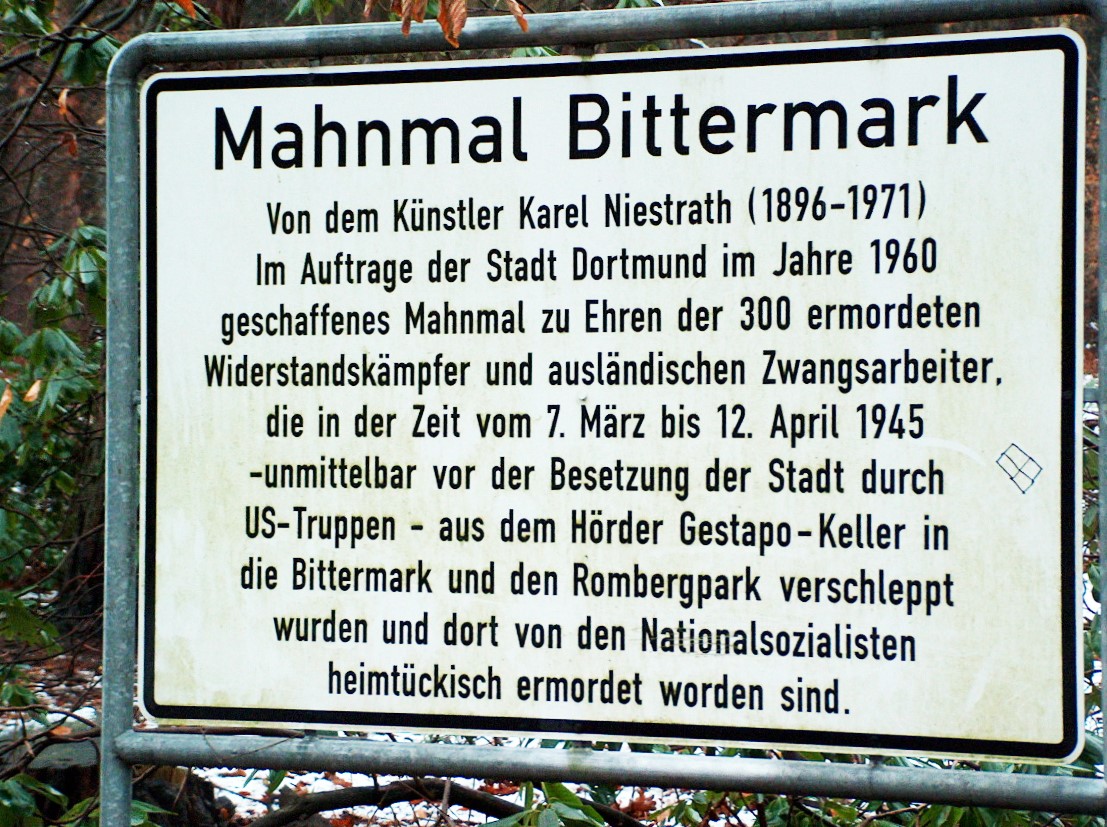 Mahnmal Bittermark
Von dem Künstler Karel Niestrath (1896-1971)
Im Auftrage der Stadt Dortmund im Jahre 1960
geschaffenes Mahnmal zu Ehren der 300 ermordeten
Widerstandskämpfer und ausländischen Zwangsarbeiter,
die in der Zeit vom 7. März bis 12. April 1945
-unmittelbar vor der Besetzung der Stadt durch
US-Truppen - aus dem Hörder Gestapo-Keller in
die Bittermark und den Rombergpark verschleppt
wurden und dort von den Nationalsozialisten
heimtückisch ermordet worden sind.